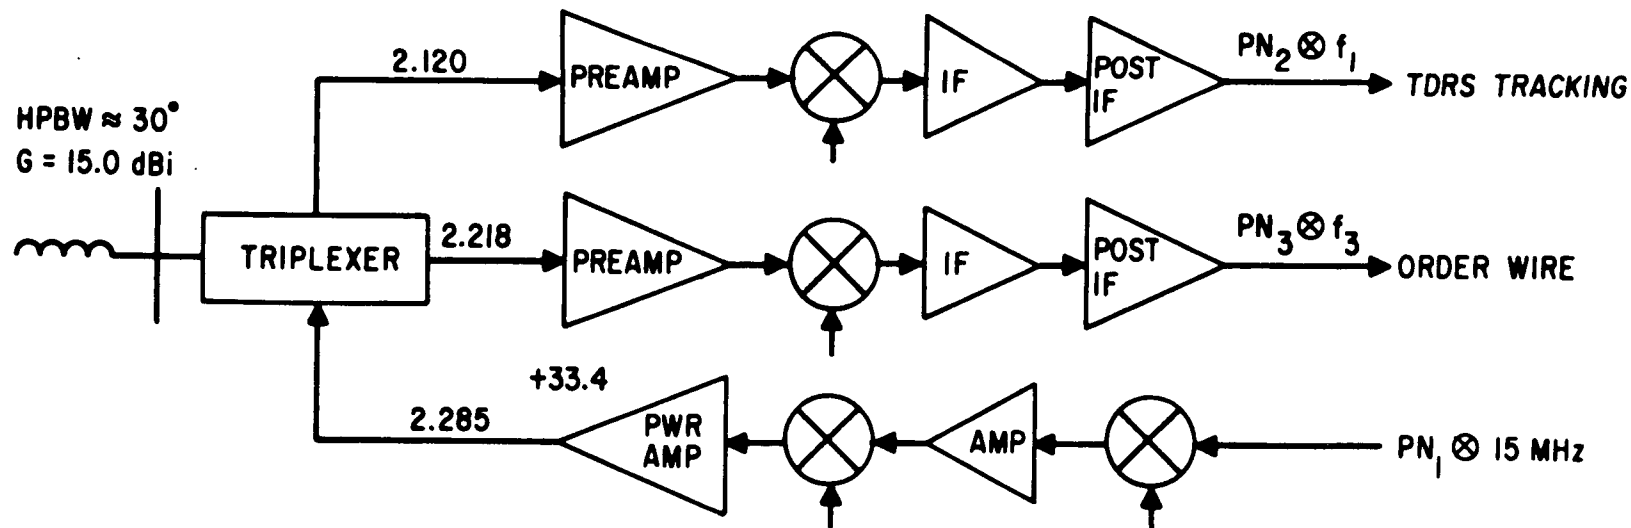 HPBW ≈ 30°
G = 15.0 dBi
TRIPLEXER
2.120
PREAMP
IF
POST
IF
PN₂ ⊗ f₁
TDRS TRACKING
2.218
PREAMP
IF
POST
IF
PN₃ ⊗ f₃
ORDER WIRE
2.285
+33.4
PWR
AMP
AMP
PN₁ ⊗ 15 MHz